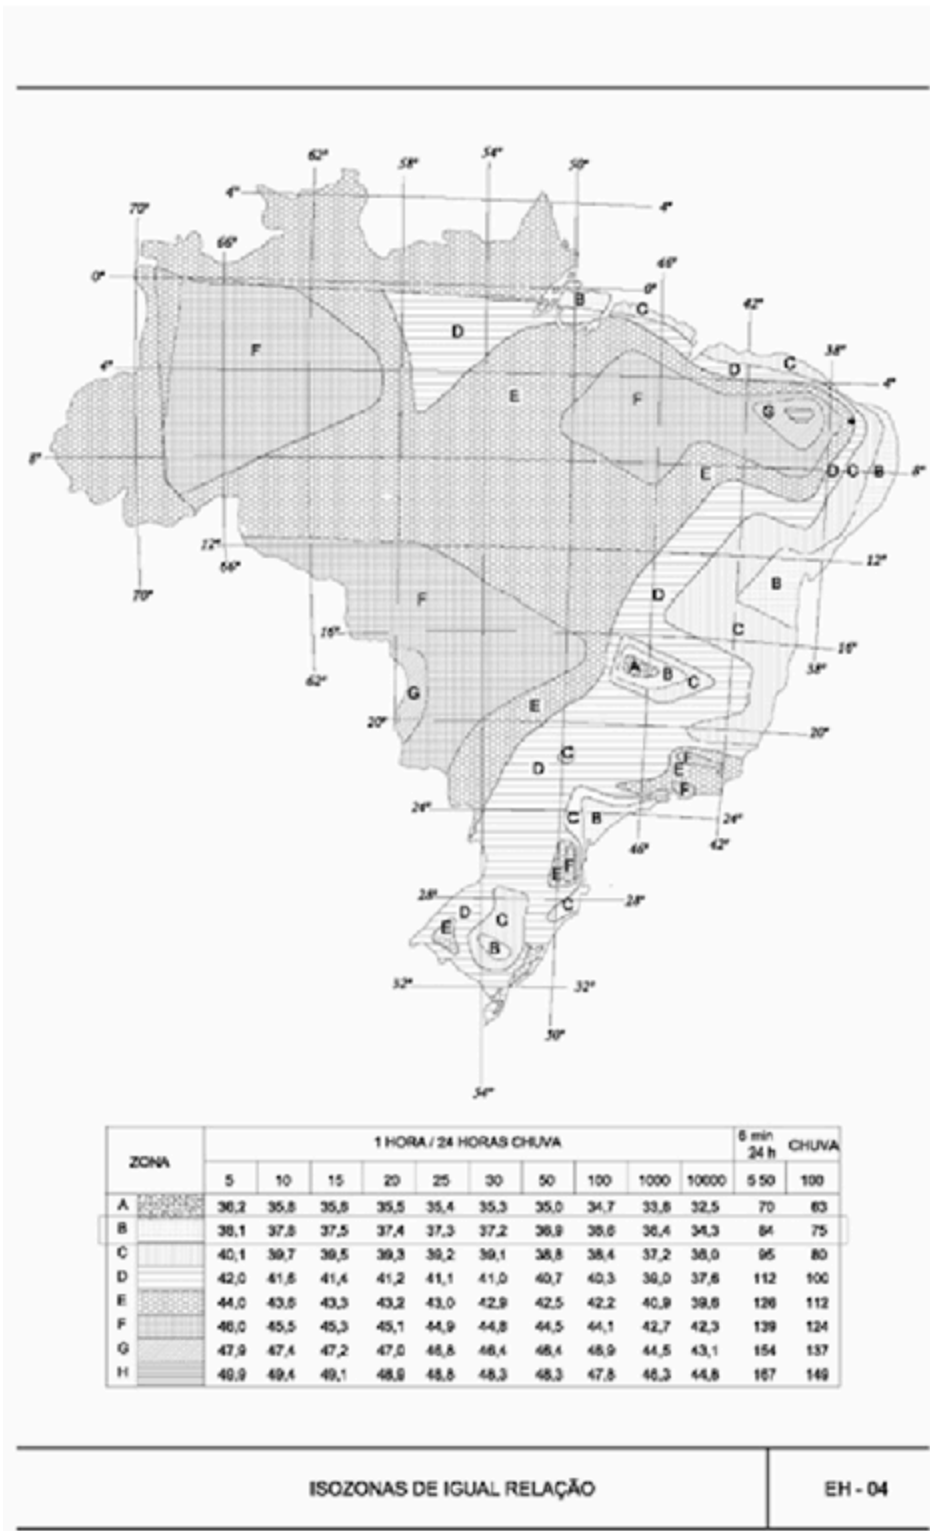 62°
58°
54°
50°
4°
4°
70°
66°
46°
0°
0°
B
C
42°
D
F
38°
C
D
4°
4°
E
F
G
8°
E
D
C
B
8°
12°
12°
66°
70°
B
F
D
C
16°
16°
A
B
C
38°
62°
G
E
20°
20°
C
F
D
E
F
24°
C
B
24°
46°
42°
F
E
28°
28°
D
C
C
E
B
32°
32°
50°
54°
ZONA
1 HORA / 24 HORAS CHUVA
6 min 24 h CHUVA
5 10 15 20 25 30 50 100 1000 10000 5 50 100
A 36,2 35,8 35,6 35,5 35,4 35,3 35,0 34,7 33,6 32,5 70 63
B 38,1 37,8 37,5 37,4 37,3 37,2 36,9 36,6 35,4 34,3 84 75
C 40,1 39,7 39,5 39,3 39,2 39,1 38,8 38,4 37,2 36,0 95 80
D 42,0 41,6 41,4 41,2 41,1 41,0 40,7 40,3 39,0 37,8 112 100
E 44,0 43,6 43,3 43,2 43,0 42,9 42,5 42,2 40,9 39,6 126 112
F 46,0 45,5 45,3 45,1 44,9 44,8 44,5 44,1 42,7 42,3 139 124
G 47,9 47,4 47,2 47,0 46,8 46,4 46,4 48,9 44,5 43,1 154 137
H 49,9 49,4 49,1 48,9 48,8 48,3 48,3 47,8 46,3 44,8 167 149
ISOZONAS DE IGUAL RELAÇÃO
EH - 04